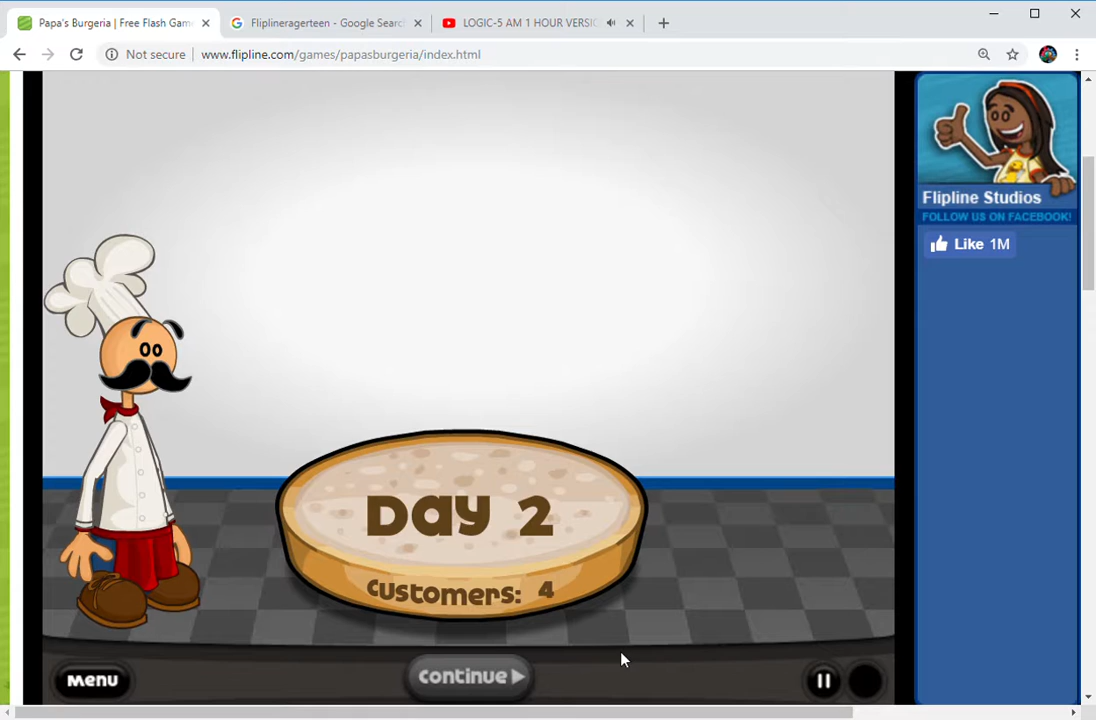 Papa's Burgeria | Free Flash Gam
Fliplineragerteen - Google Searc
LOGIC-5 AM 1 HOUR VERSI
Not secure
www.flipline.com/games/papasburgeria/index.html
Flipline Studios
FOLLOW US ON FACEBOOK!
Like 1M
Day 2
Customers: 4
Menu
Continue